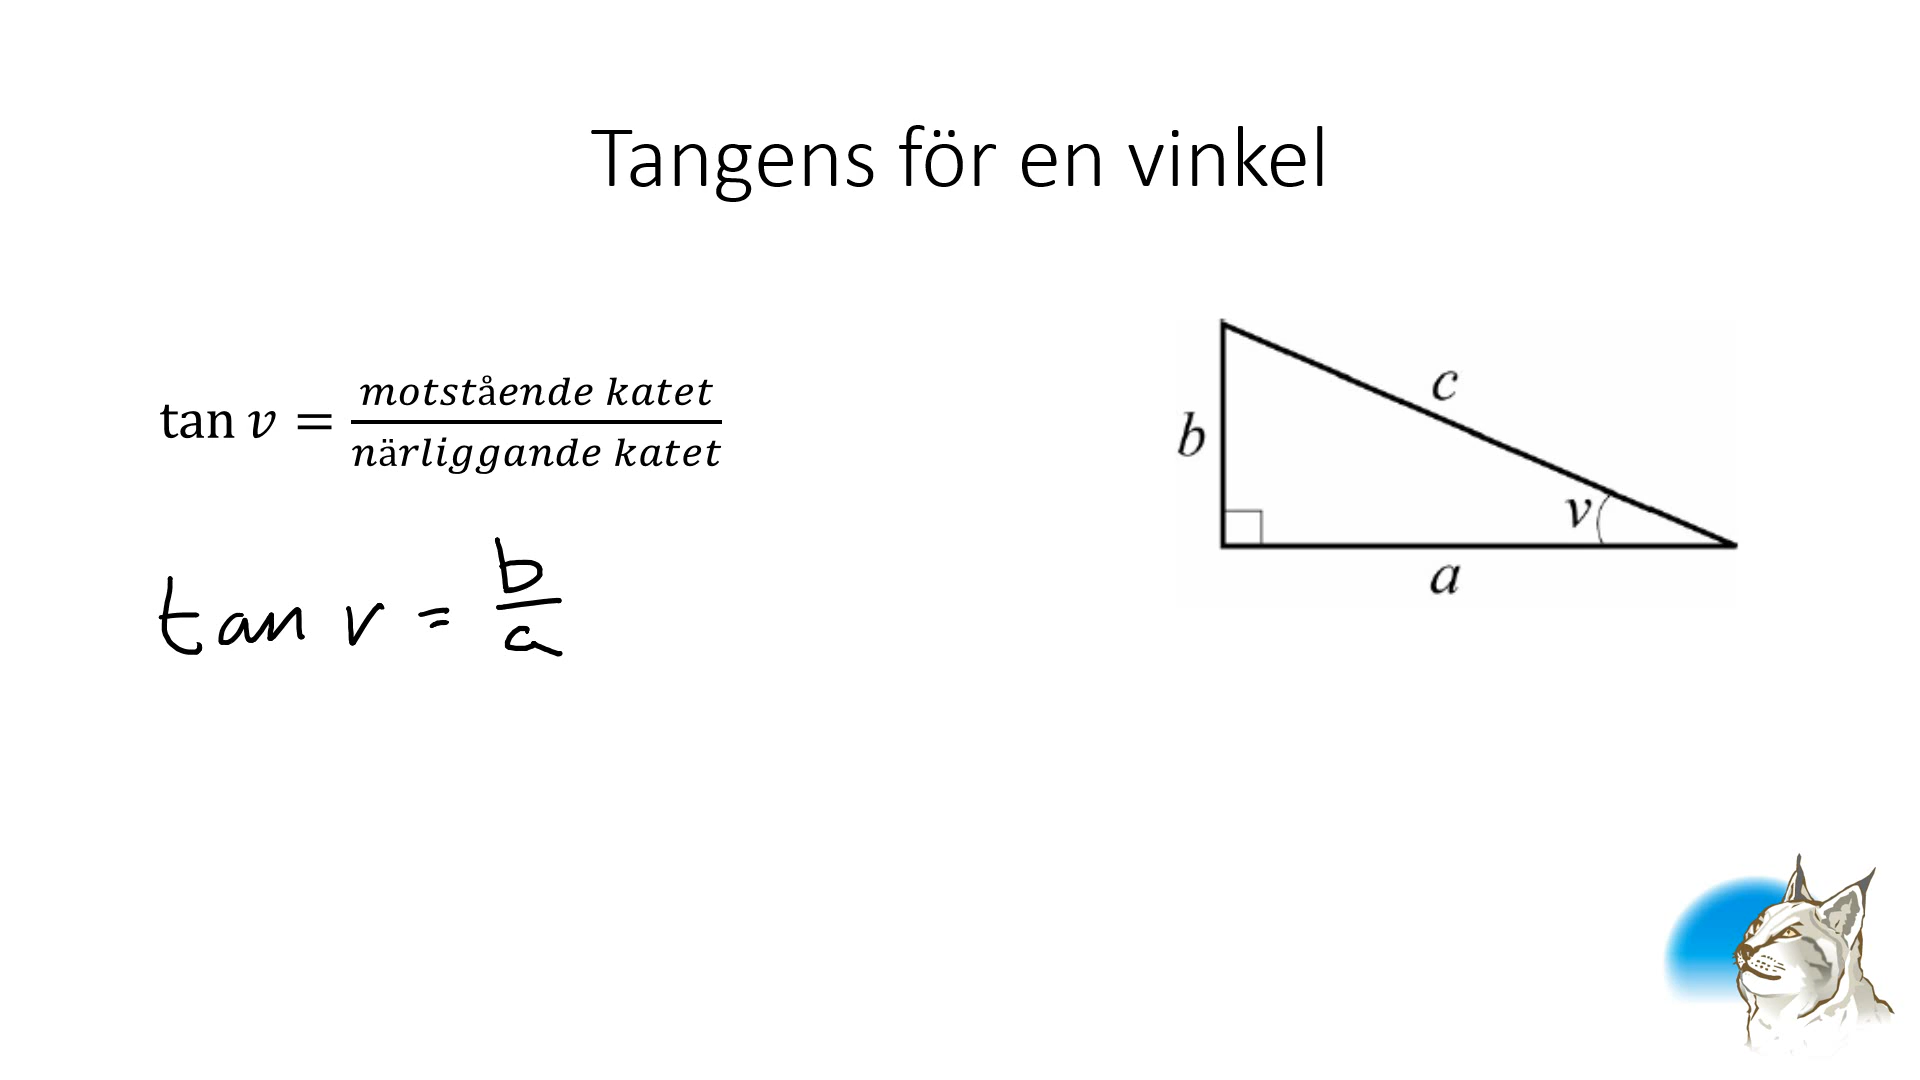 Tangens för en vinkel
tan v = motstående katet / närliggande katet
tan v = b / a
b
c
v
a